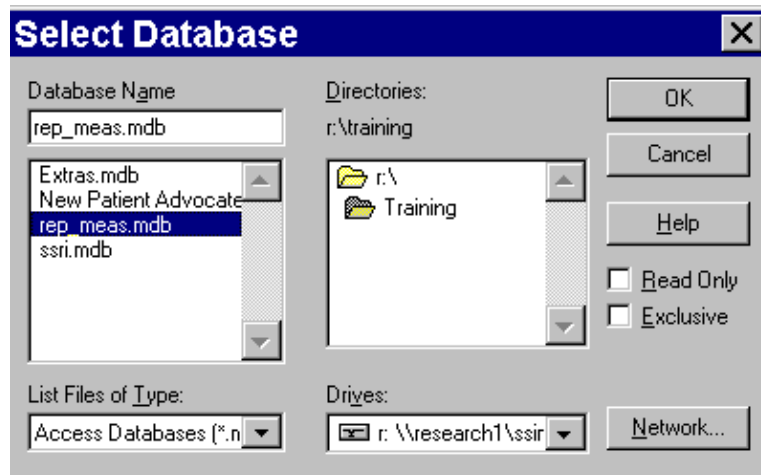 Select Database
Database Name
rep_meas.mdb
Extras.mdb
New Patient Advocate
rep_meas.mdb
ssri.mdb
List Files of Type:
Access Databases (*.n
Directories:
r:\training
r:\
Training
Drives:
r: \\research1\ssir
OK
Cancel
Help
Read Only
Exclusive
Network...